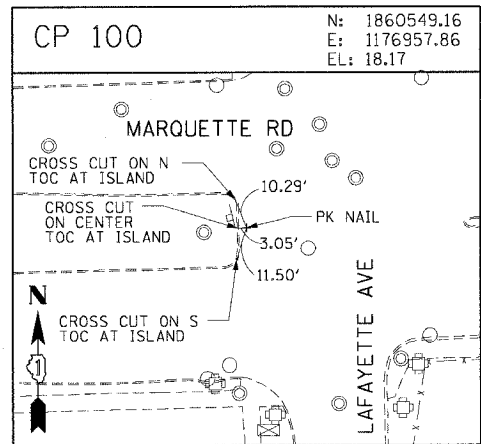 CP 100
N: 1860549.16
E: 1176957.86
EL: 18.17
MARQUETTE RD
CROSS CUT ON N
TOC AT ISLAND
10.29'
CROSS CUT
ON CENTER
TOC AT ISLAND
PK NAIL
3.05'
11.50'
N
1
CROSS CUT ON S
TOC AT ISLAND
LAFAYETTE AVE
x
x
x
x